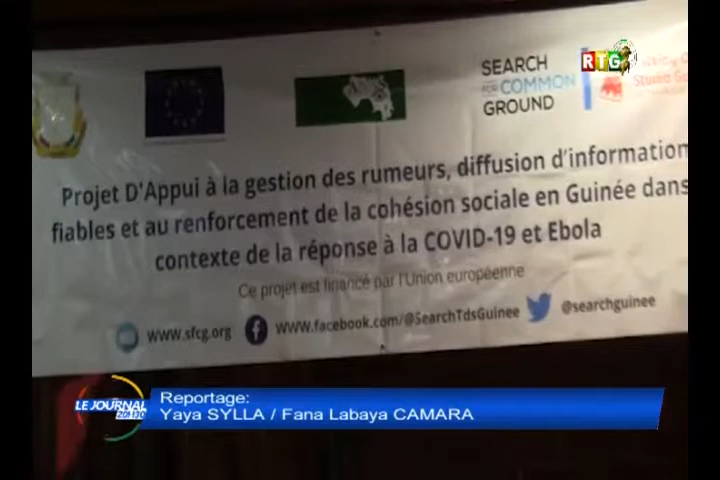 RTG
SEARCH
FOR COMMON
GROUND
Studio
Projet D'Appui à la gestion des rumeurs, diffusion d'information
fiables et au renforcement de la cohésion sociale en Guinée dans
contexte de la réponse à la COVID-19 et Ebola
Ce projet est financé par l'Union européenne
www.sfcg.org
www.facebook.com/@SearchTdsGuinee
@searchguinee
LE JOURNAL
20H30
Reportage:
Yaya SYLLA / Fana Labaya CAMARA